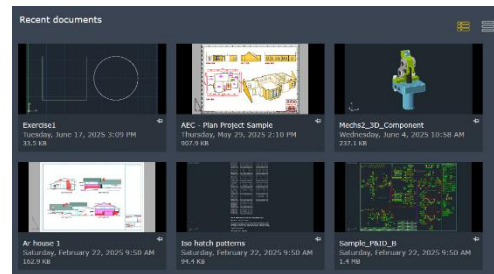 Recent documents
Exercise1
Tuesday, June 17, 2025 3:09 PM
33.5 KB
AEC - Plan Project Sample
Thursday, May 29, 2025 2:10 PM
907.9 KB
Mechs2_3D_Component
Wednesday, June 4, 2025 10:58 AM
237.1 KB
Ar house 1
Saturday, February 22, 2025 9:50 AM
162.9 KB
Iso hatch patterns
Saturday, February 22, 2025 9:50 AM
94.4 KB
Sample_P&ID_B
Saturday, February 22, 2025 9:50 AM
1.4 MB